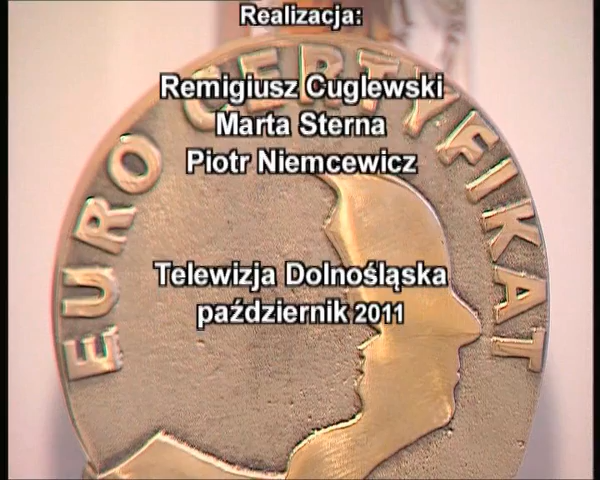 Realizacja:
Remigiusz Cuglewski
Marta Sterna
Piotr Niemcewicz
Telewizja Dolnośląska
październik 2011
EURO CERTYFIKAT